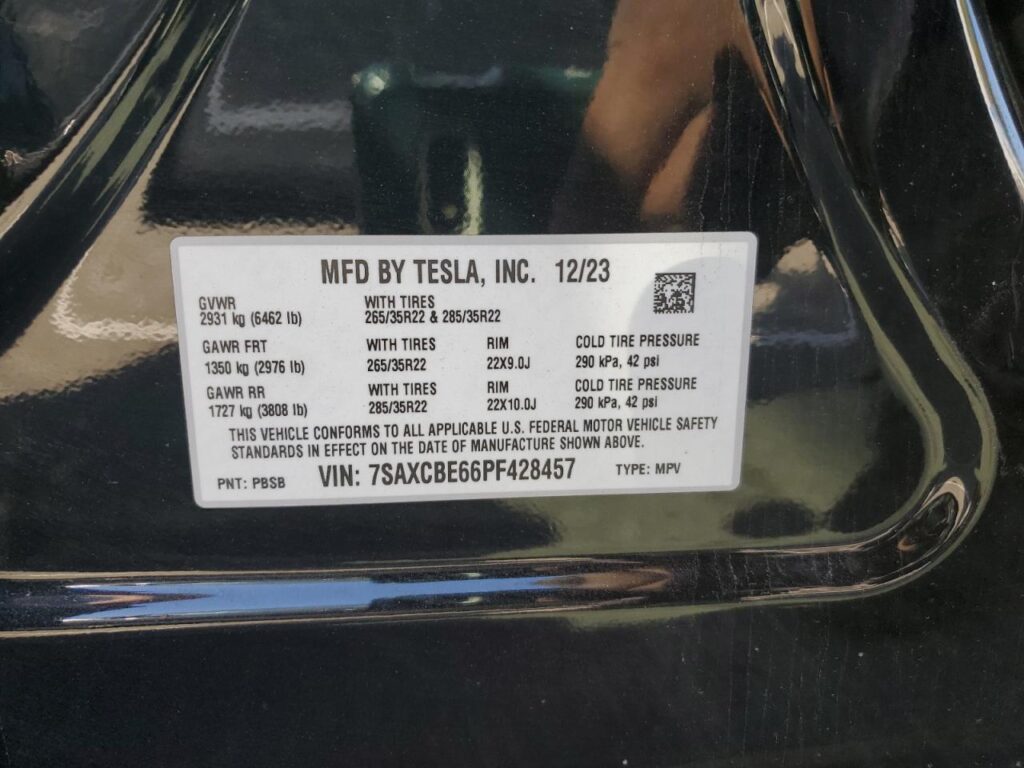 MFD BY TESLA, INC. 12/23
GVWR WITH TIRES
2931 kg (6462 lb) 265/35R22 & 285/35R22
GAWR FRT WITH TIRES RIM COLD TIRE PRESSURE
1350 kg (2976 lb) 265/35R22 22X9.0J 290 kPa, 42 psi
GAWR RR WITH TIRES RIM COLD TIRE PRESSURE
1727 kg (3808 lb) 285/35R22 22X10.0J 290 kPa, 42 psi
THIS VEHICLE CONFORMS TO ALL APPLICABLE U.S. FEDERAL MOTOR VEHICLE SAFETY
STANDARDS IN EFFECT ON THE DATE OF MANUFACTURE SHOWN ABOVE.
PNT: PBSB VIN: 7SAXCBE66PF428457 TYPE: MPV